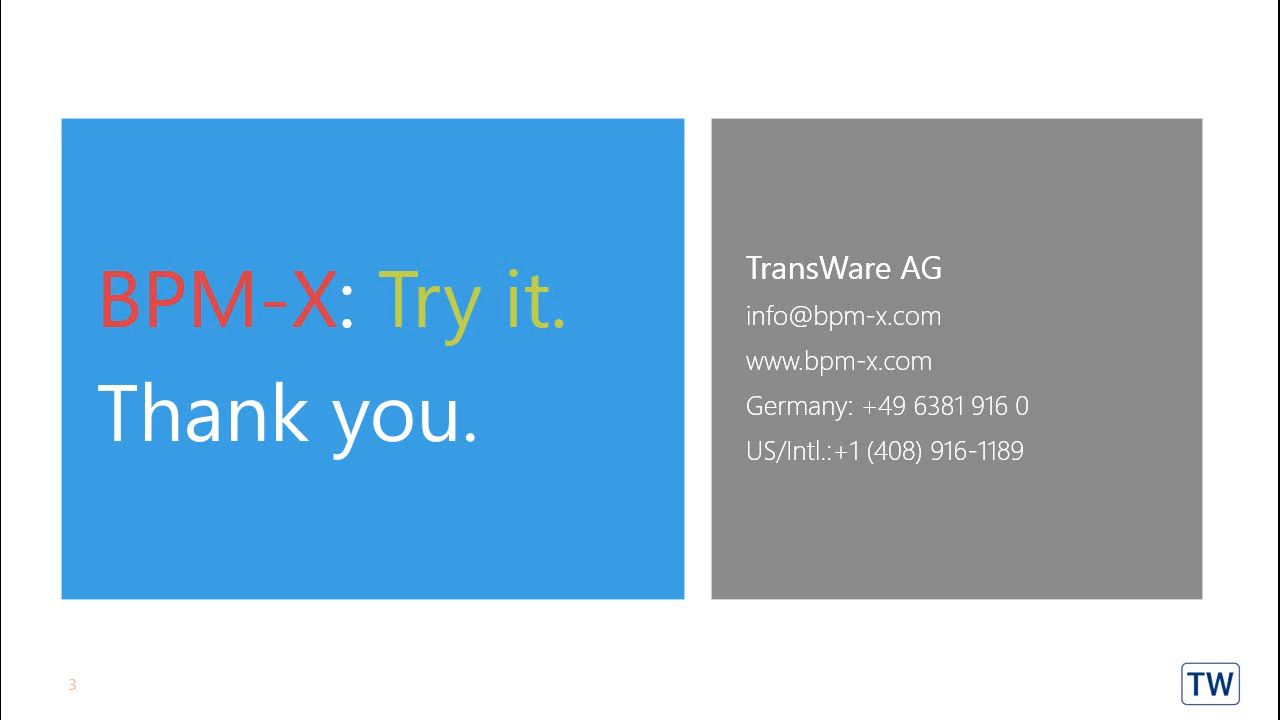 BPM-X: Try it.
Thank you.
TransWare AG
info@bpm-x.com
www.bpm-x.com
Germany: +49 6381 916 0
US/Intl.:+1 (408) 916-1189
3
TW